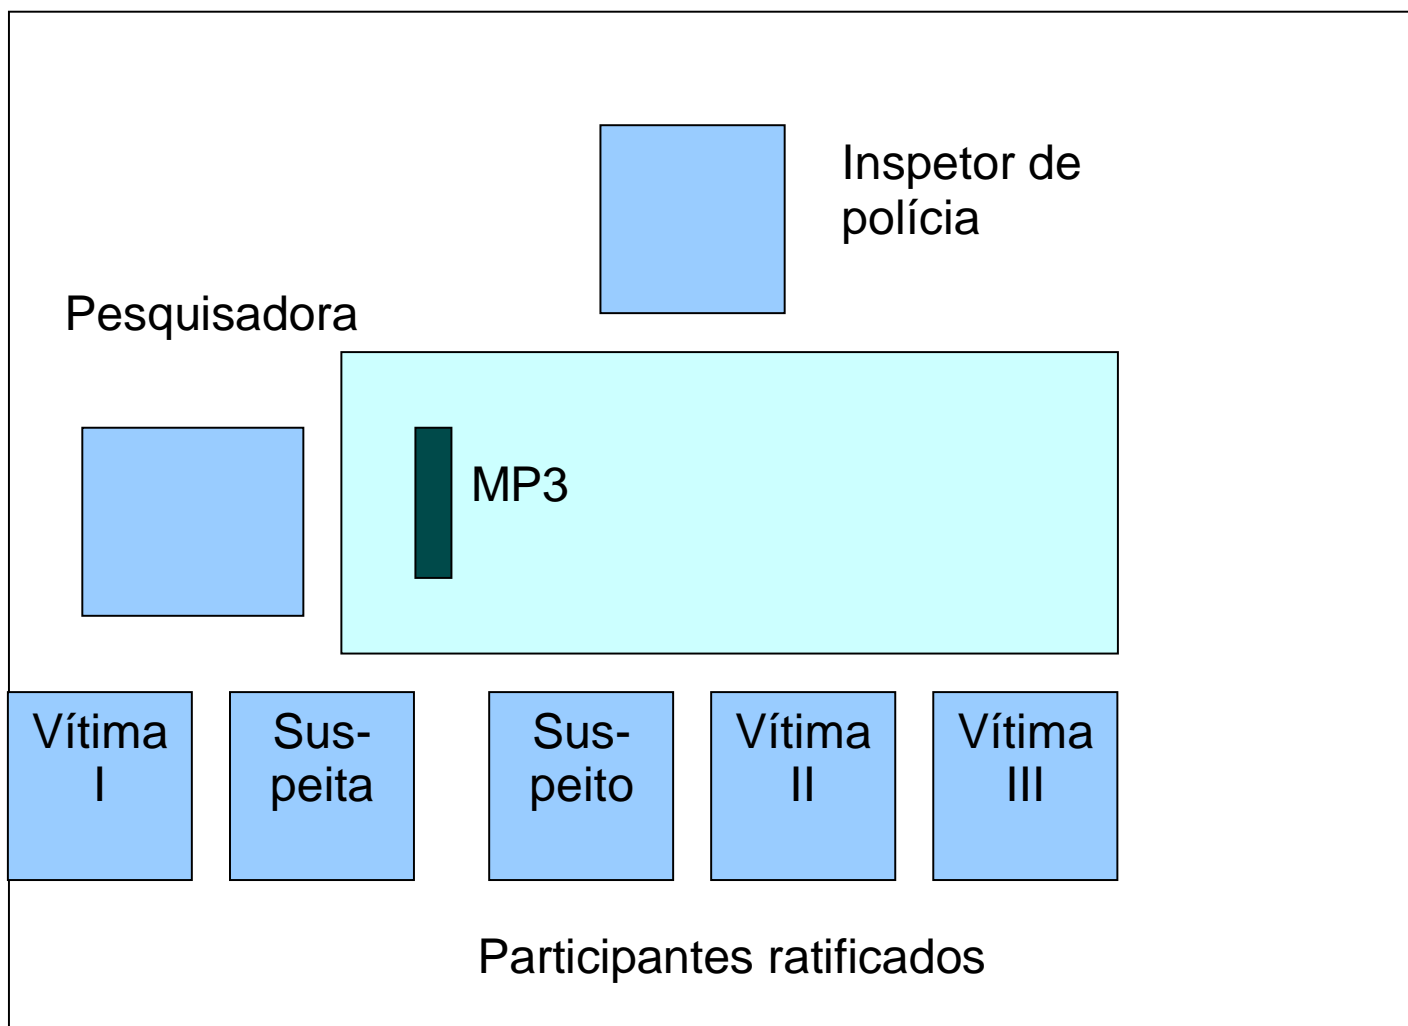 Inspetor de
polícia
Pesquisadora
MP3
Vítima
I
Sus-
peita
Sus-
peito
Vítima
II
Vítima
III
Participantes ratificados